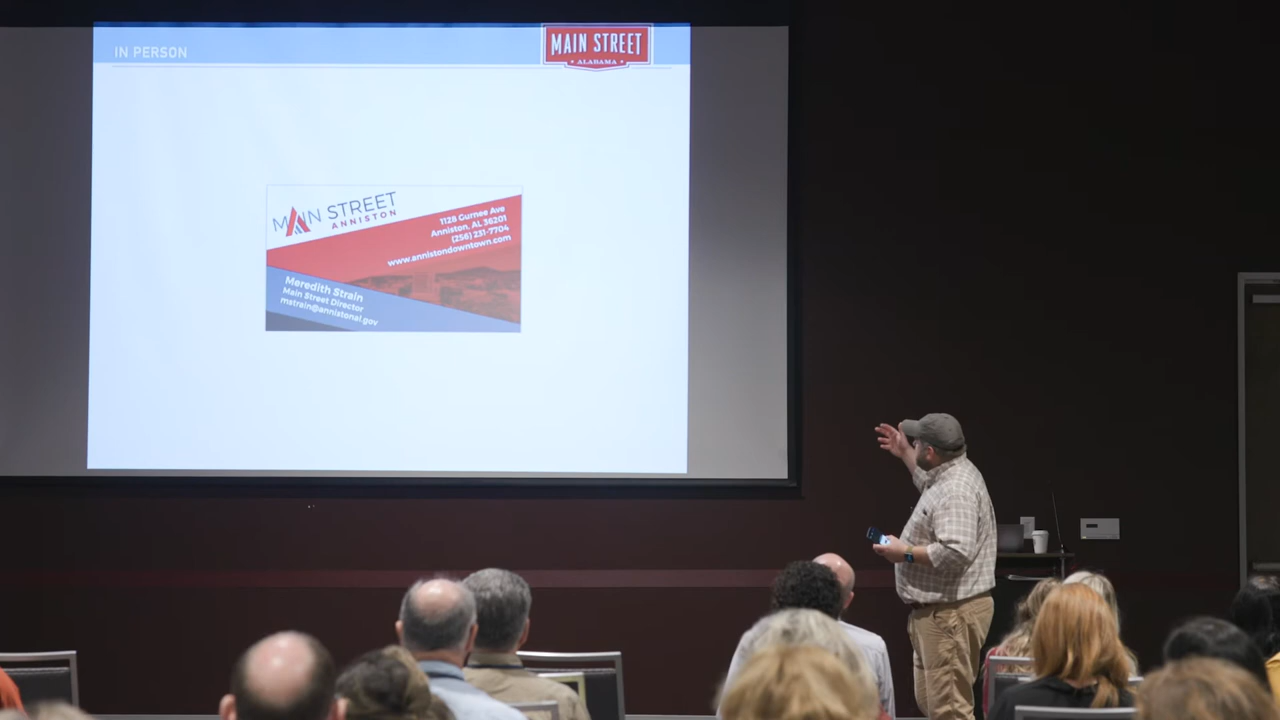 IN PERSON
MAIN STREET
• ALABAMA •
MAIN STREET
ANNISTON
1128 Gurnee Ave
Anniston, AL 36201
(256) 231-7704
www.annistondowntown.com
Meredith Strain
Main Street Director
mstrain@annistonal.gov